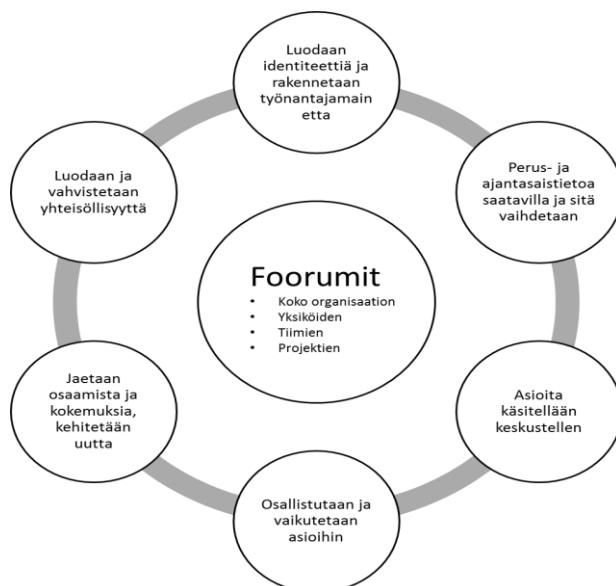 Luodaan
identiteettiä ja
rakennetaan
työnantajamain
etta
Perus- ja
ajantasaistietoa
saatavilla ja sitä
vaihdetaan
Asioita
käsitellään
keskustellen
Osallistutaan ja
vaikutetaan
asioihin
Jaetaan
osaamista ja
kokemuksia,
kehitetään
uutta
Luodaan ja
vahvistetaan
yhteisöllisyyttä
Foorumit
• Koko organisaation
• Yksiköiden
• Tiimien
• Projektien